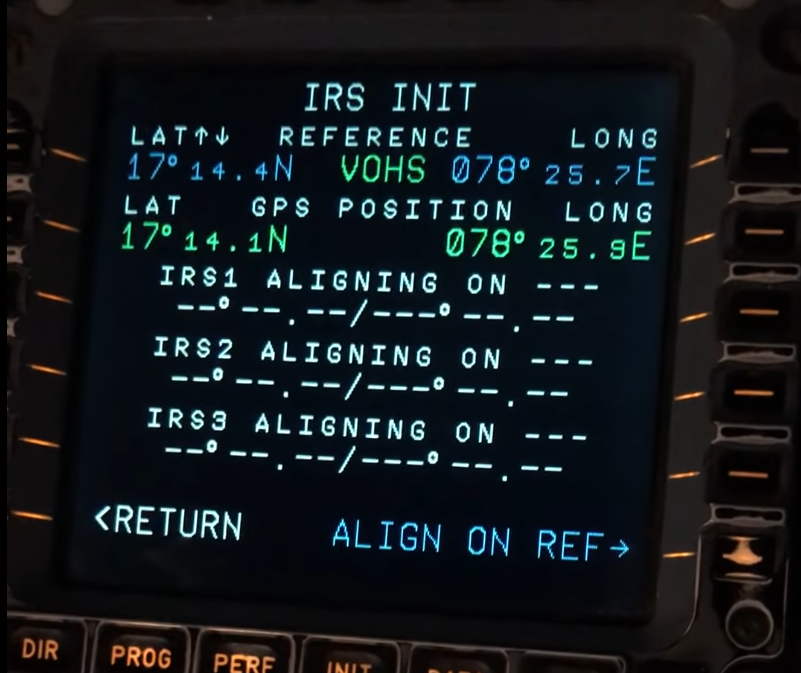 IRS INIT
LAT↑↓ REFERENCE LONG
17°14.4N VOHS 078°25.7E
LAT GPS POSITION LONG
17°14.1N 078°25.9E
IRS1 ALIGNING ON ---
--°--.--/---°--.--
IRS2 ALIGNING ON ---
--°--.--/---°--.--
IRS3 ALIGNING ON ---
--°--.--/---°--.--
<RETURN ALIGN ON REF→
DIR PROG PERF INIT